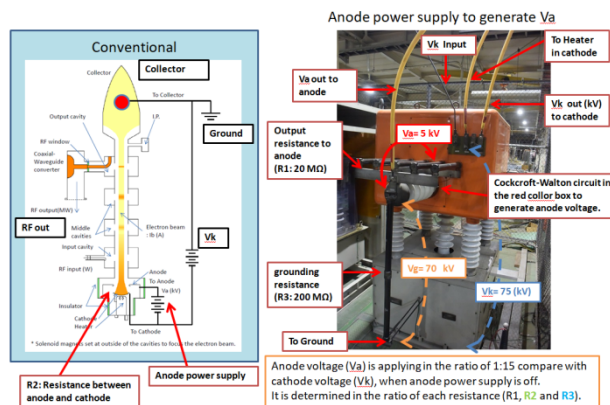 Anode power supply to generate Va
Conventional
Collector
Collector
To Collector
Ground
Output cavity
I.P.
RF window
Coaxial-
Waveguide
converter
RF output(MW)
RF out
Middle
cavities
Electron beam
: Ib (A)
Vk
Input cavity
RF input (W)
Anode
To Anode
Va (kV)
Insulator
Cathode
Heater
To Cathode
* Solenoid magnets set at outside of the cavities to focus the electron beam.
R2: Resistance between
anode and cathode
Anode power supply
Vk Input
To Heater
in cathode
Va out to
anode
Vk out (kV)
to cathode
Va= 5 kV
Output
resistance to
anode
(R1: 20 MΩ)
Cockcroft-Walton circuit in
the red collor box to
generate anode voltage.
grounding
resistance
(R3: 200 MΩ)
Vg= 70 kV
Vk= 75 (kV)
To Ground
Anode voltage (Va) is applying in the ratio of 1:15 compare with
cathode voltage (Vk), when anode power supply is off.
It is determined in the ratio of each resistance (R1, R2 and R3).